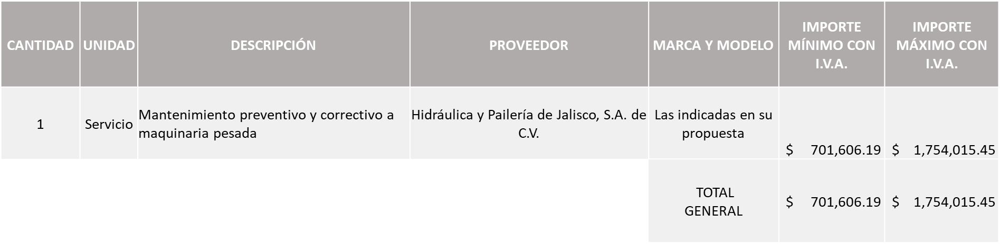 CANTIDAD UNIDAD DESCRIPCIÓN PROVEEDOR MARCA Y MODELO IMPORTE MÍNIMO CON I.V.A. IMPORTE MÁXIMO CON I.V.A.
1 Servicio Mantenimiento preventivo y correctivo a maquinaria pesada Hidráulica y Pailería de Jalisco, S.A. de C.V. Las indicadas en su propuesta $ 701,606.19 $ 1,754,015.45
TOTAL GENERAL $ 701,606.19 $ 1,754,015.45